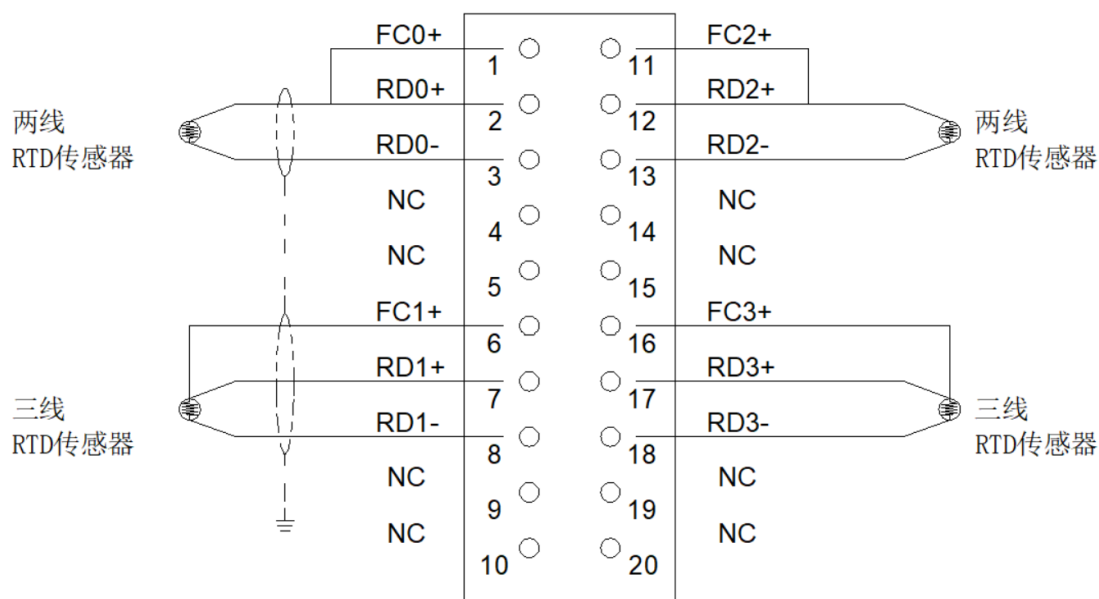 FC0+
1
RD0+
2
RD0-
3
NC
4
NC
5
FC1+
6
RD1+
7
RD1-
8
NC
9
NC
10
两线
RTD传感器
三线
RTD传感器
FC2+
11
RD2+
12
RD2-
13
NC
14
NC
15
FC3+
16
RD3+
17
RD3-
18
NC
19
NC
20
两线
RTD传感器
三线
RTD传感器